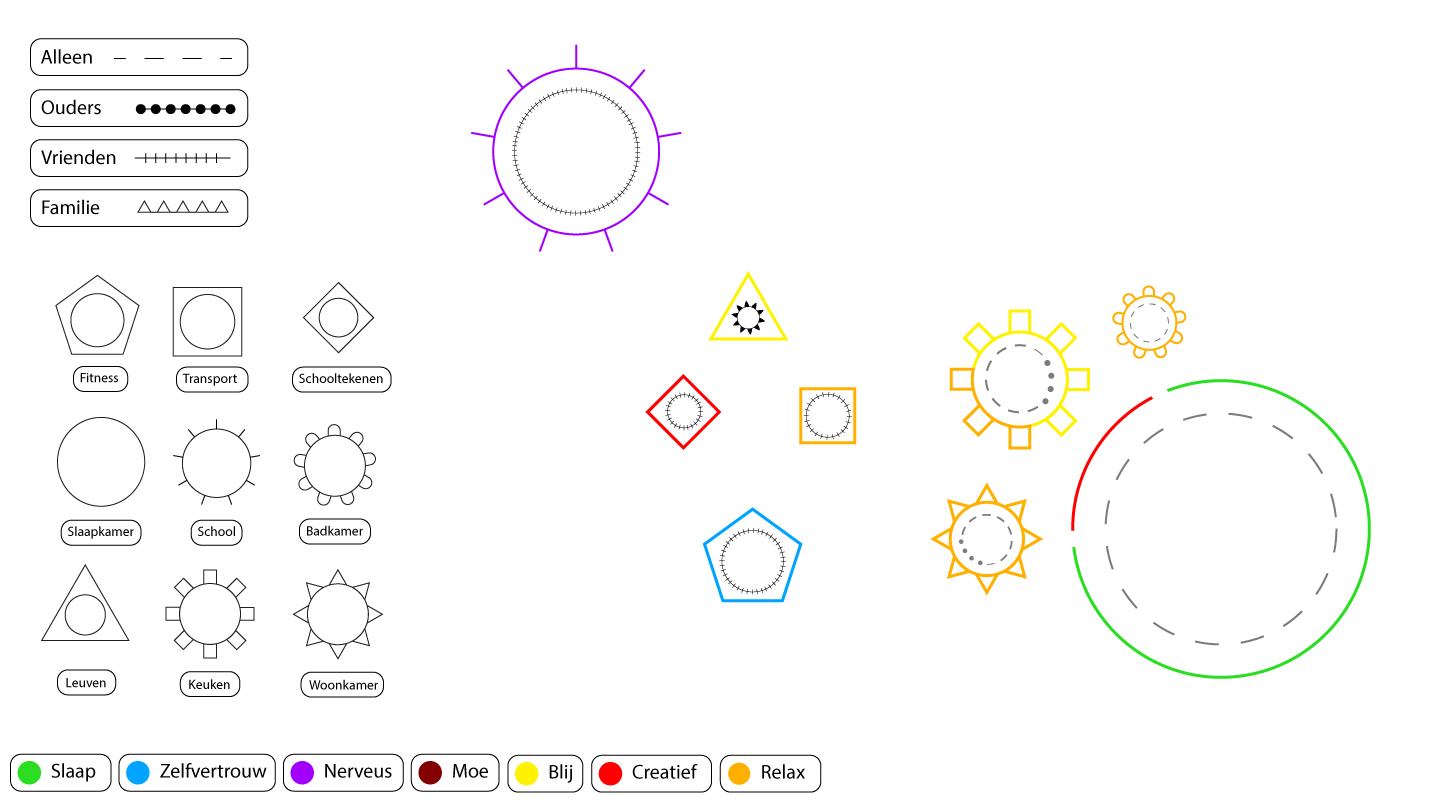 Alleen
Ouders
Vrienden
Familie
Fitness
Transport
Schooltekenen
Slaapkamer
School
Badkamer
Leuven
Keuken
Woonkamer
Slaap
Zelfvertrouw
Nerveus
Moe
Blij
Creatief
Relax